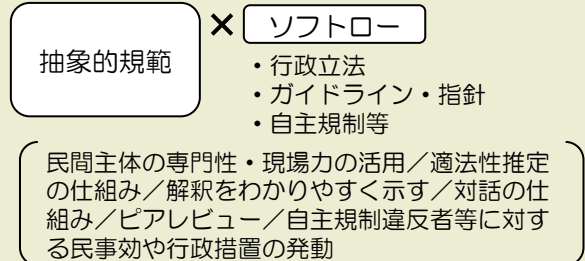 抽象的規範
×
ソフトロー
・行政立法
・ガイドライン・指針
・自主規制等
民間主体の専門性・現場力の活用／適法性推定
の仕組み／解釈をわかりやすく示す／対話の仕
組み／ピアレビュー／自主規制違反者等に対す
る民事効や行政措置の発動